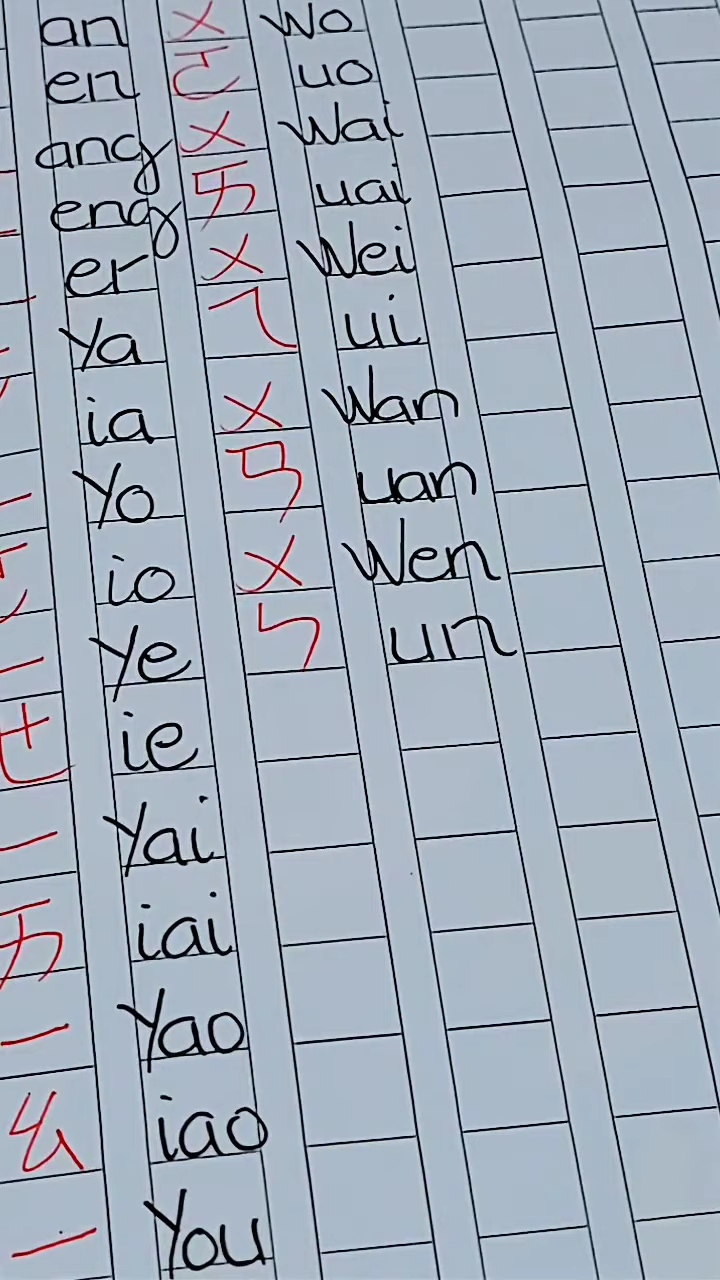 an
en
ang
eng
er
ㄧ Ya
ia
ㄧ Yo
ㄛ io
ㄧ Ye
ㄝ ie
ㄧ Yai
ㄞ iai
ㄧ Yao
ㄠ iao
ㄧ You
ㄨ Wo
ㄛ uo
ㄨ Wai
ㄞ uai
ㄨ Wei
ㄟ ui
ㄨ Wan
ㄢ uan
ㄨ Wen
ㄣ un